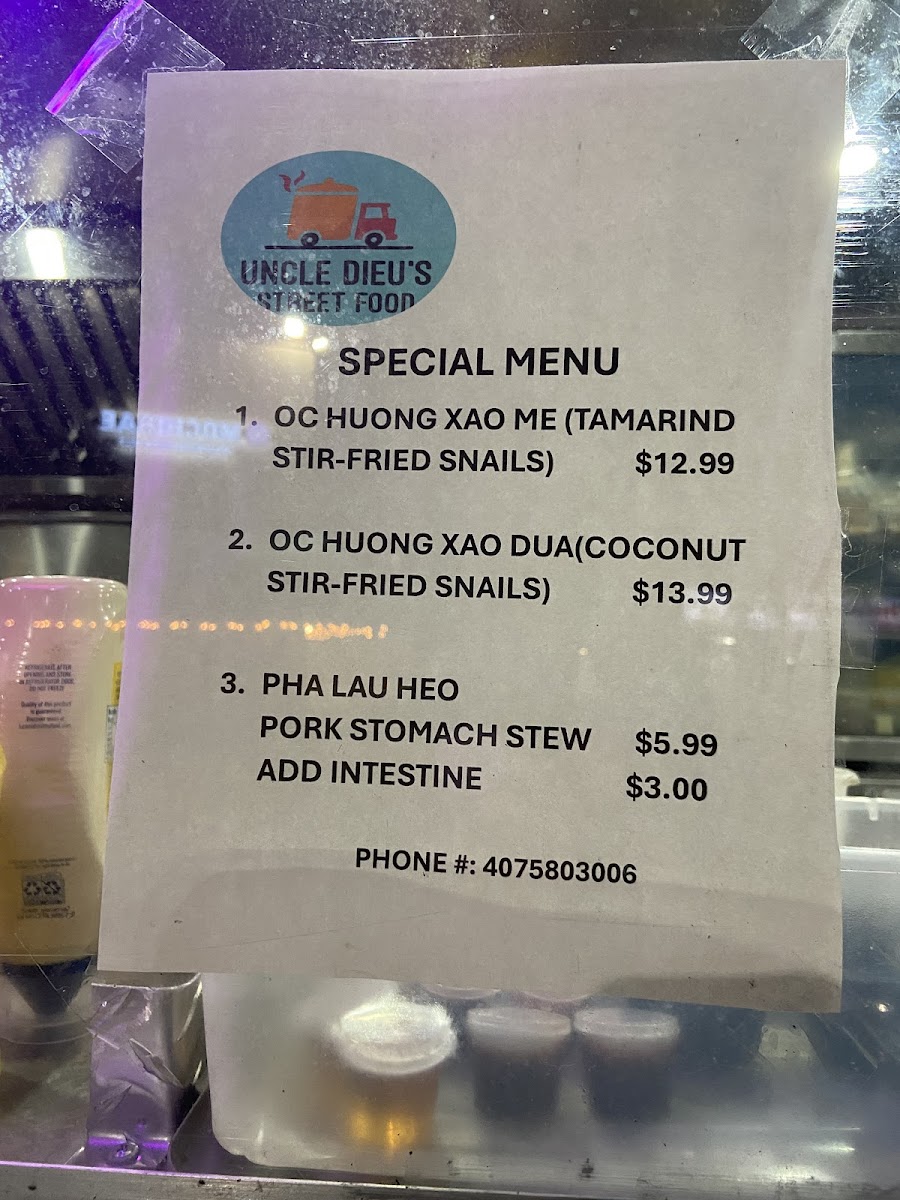 UNCLE DIEU'S
STREET FOOD
SPECIAL MENU
1. OC HUONG XAO ME (TAMARIND
STIR-FRIED SNAILS) $12.99
2. OC HUONG XAO DUA(COCONUT
STIR-FRIED SNAILS) $13.99
3. PHA LAU HEO
PORK STOMACH STEW $5.99
ADD INTESTINE $3.00
PHONE #: 4075803006